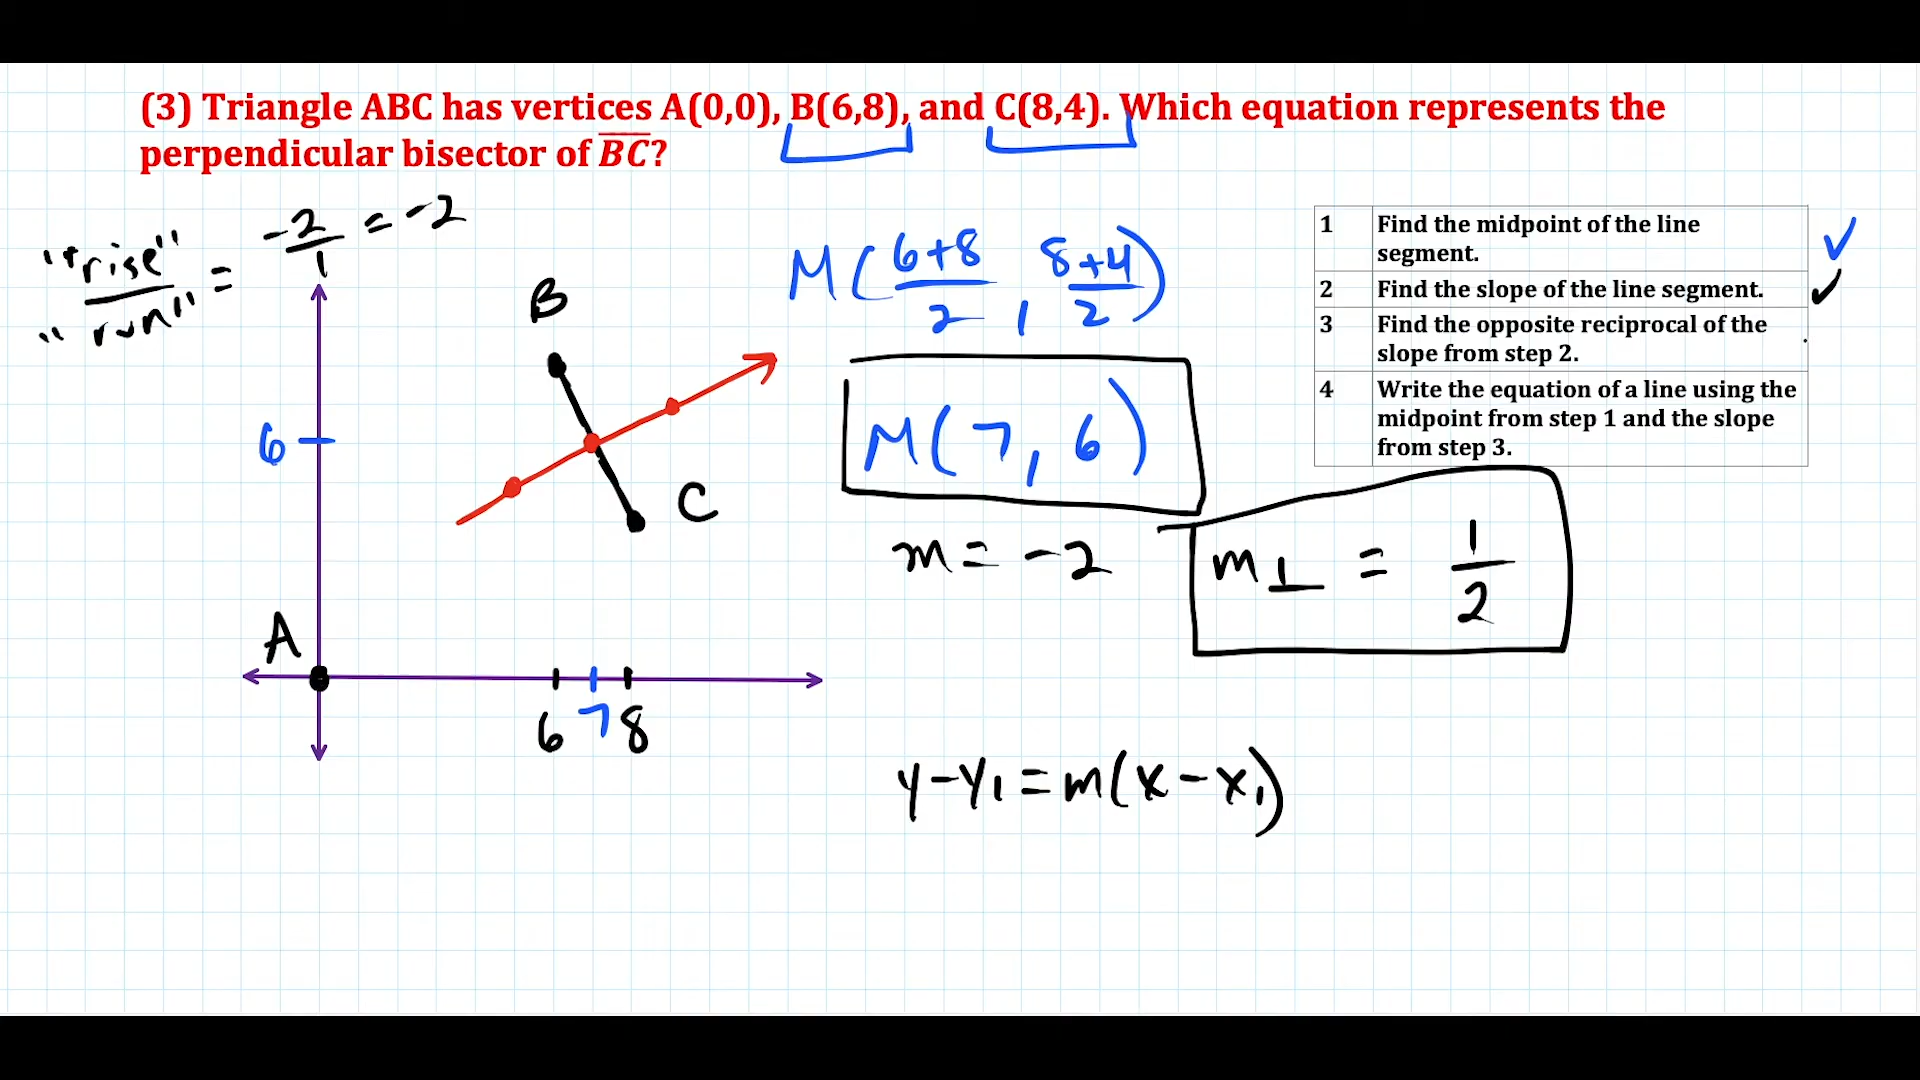 (3) Triangle ABC has vertices A(0,0), B(6,8), and C(8,4). Which equation represents the
perpendicular bisector of BC?
"rise" / "run" = -2/1 = -2
M(6+8/2, 8+4/2)
1 Find the midpoint of the line
segment. ✓
2 Find the slope of the line segment. ✓
3 Find the opposite reciprocal of the
slope from step 2.
4 Write the equation of a line using the
midpoint from step 1 and the slope
from step 3.
B
6
M(7, 6)
C
m = -2
m⊥ = 1/2
A
6 7 8
y-y₁=m(x-x₁)